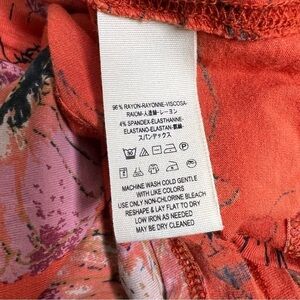 96% RAYON-RAYONNE-VISCOSA-
RAION-人造絲-レーヨン
4% SPANDEX-ELASTHANNE-
ELASTANO-ELASTAN-
スパンデックス
MACHINE WASH COLD GENTLE
WITH LIKE COLORS
USE ONLY NON-CHLORINE BLEACH
RESHAPE & LAY FLAT TO DRY
LOW IRON AS NEEDED
MAY BE DRY CLEANED